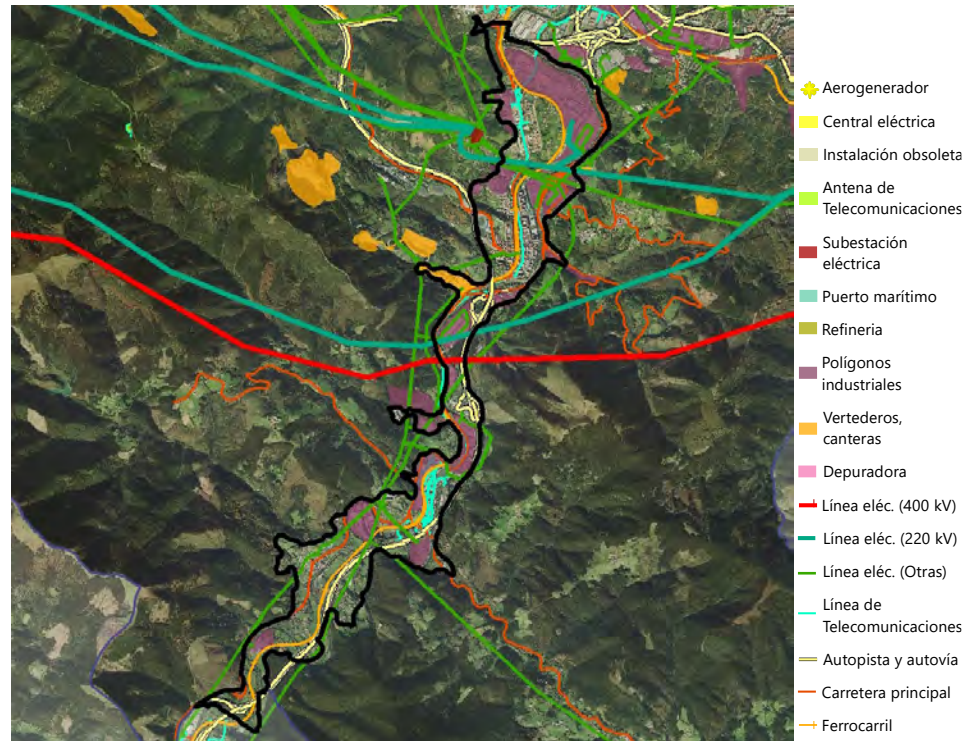 Aerogenerador
Central eléctrica
Instalación obsoleta
Antena de
Telecomunicaciones
Subestación
eléctrica
Puerto marítimo
Refineria
Polígonos
industriales
Vertederos,
canteras
Depuradora
Línea eléc. (400 kV)
Línea eléc. (220 kV)
Línea eléc. (Otras)
Línea de
Telecomunicaciones
Autopista y autovía
Carretera principal
Ferrocarril